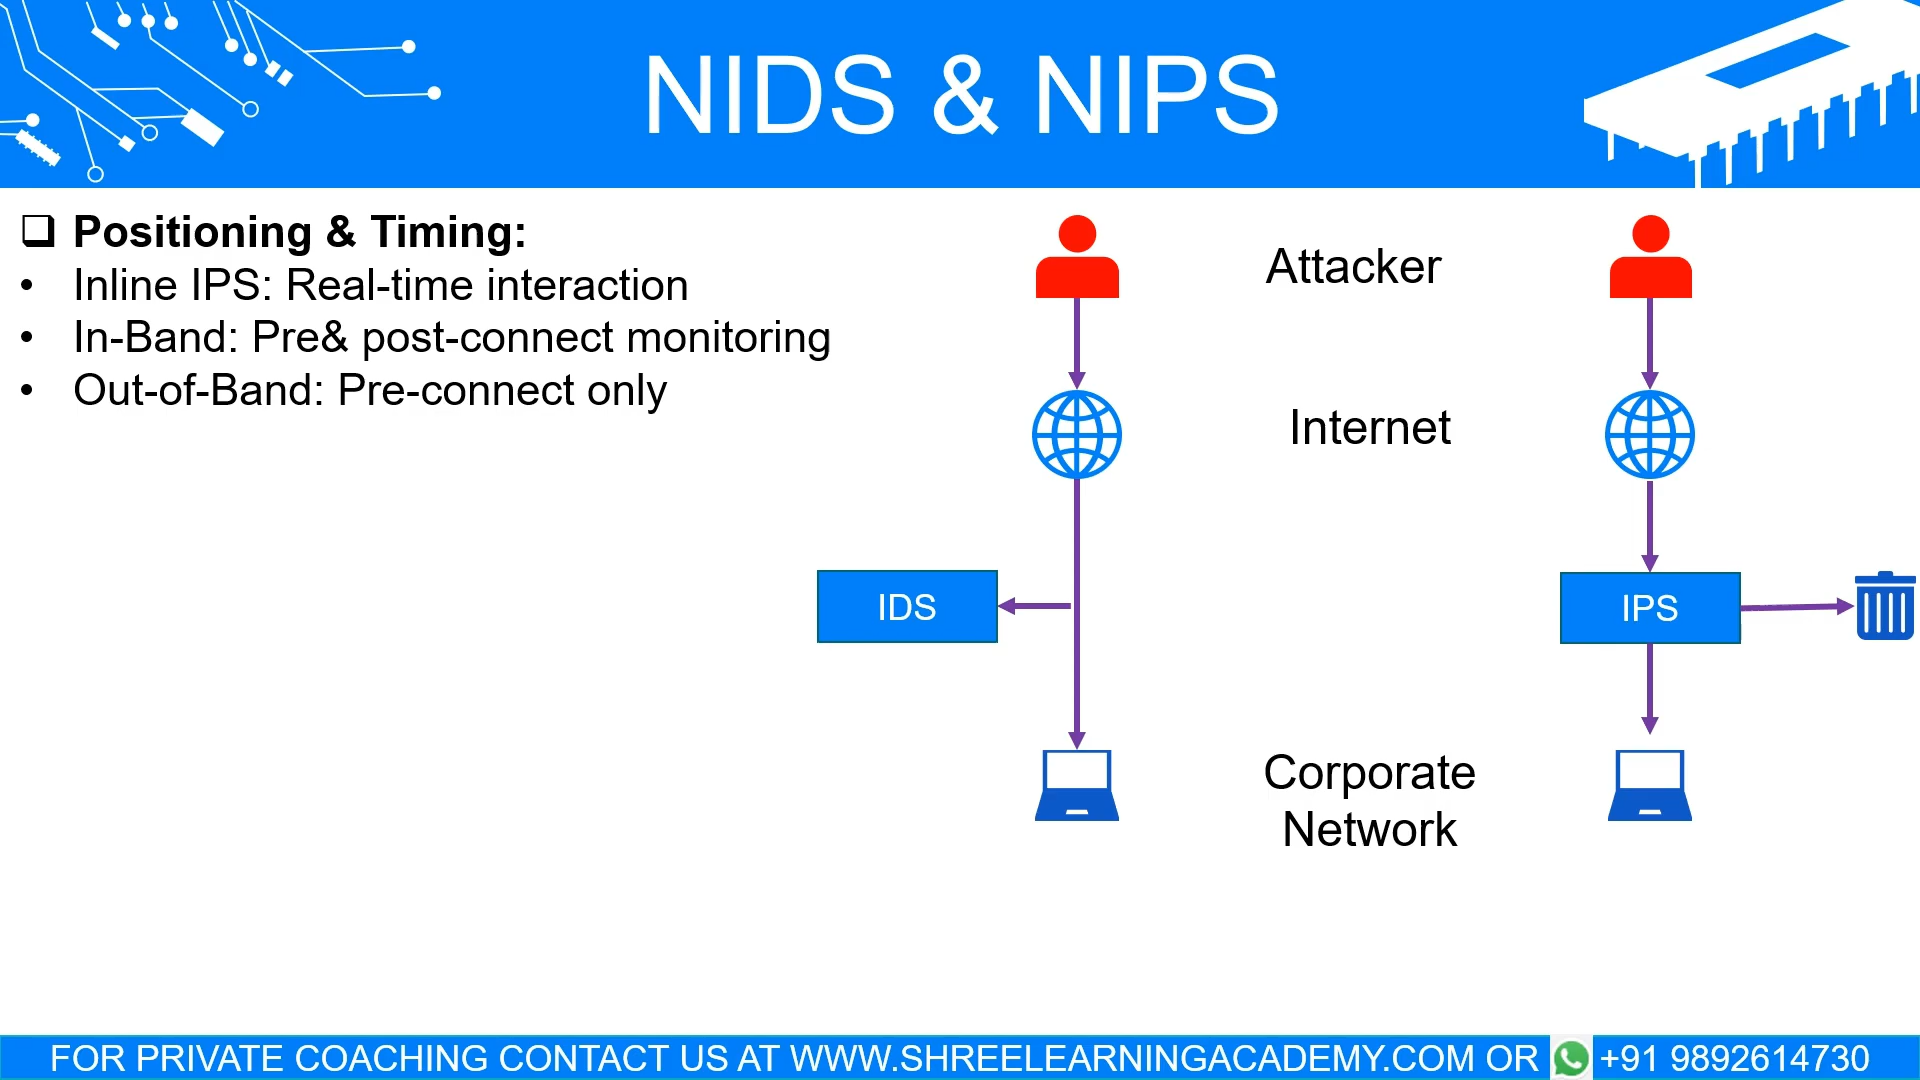 NIDS & NIPS
❑ Positioning & Timing:
• Inline IPS: Real-time interaction
• In-Band: Pre& post-connect monitoring
• Out-of-Band: Pre-connect only
Attacker
Internet
IDS
IPS
Corporate
Network
FOR PRIVATE COACHING CONTACT US AT WWW.SHREELEARNINGACADEMY.COM OR +91 9892614730